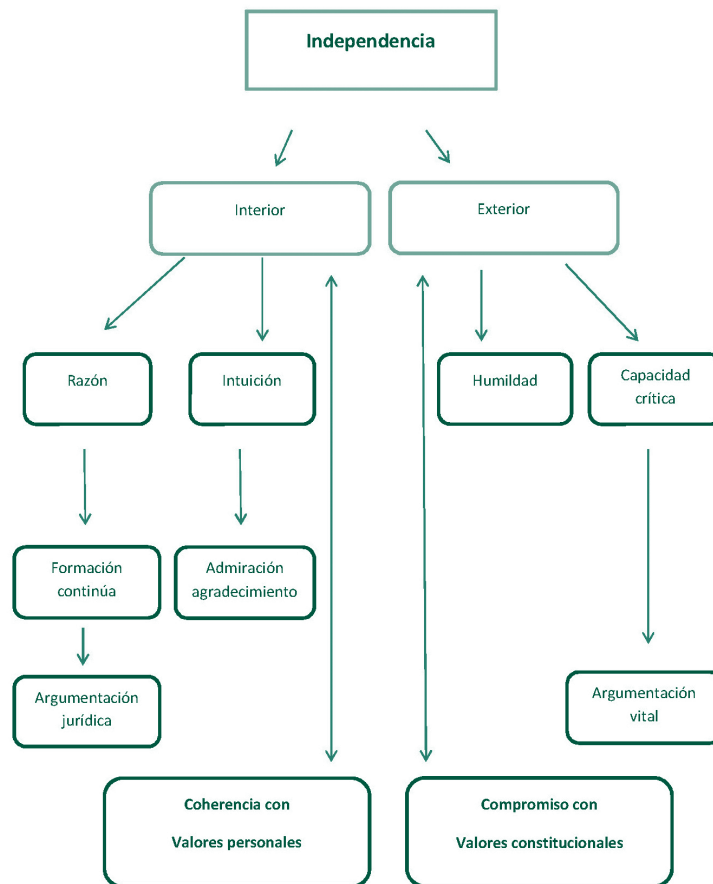 Independencia
Interior
Exterior
Razón
Intuición
Humildad
Capacidad
crítica
Formación
continúa
Admiración
agradecimiento
Argumentación
jurídica
Argumentación
vital
Coherencia con
Valores personales
Compromiso con
Valores constitucionales